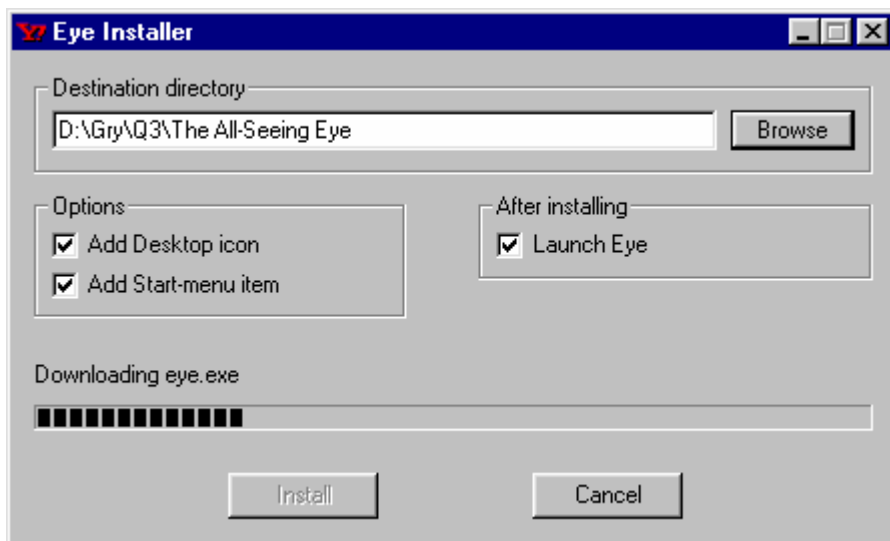 Y! Eye Installer
Destination directory
D:\Gry\Q3\The All-Seeing Eye
Browse
Options
After installing
Add Desktop icon
Launch Eye
Add Start-menu item
Downloading eye.exe
Install
Cancel